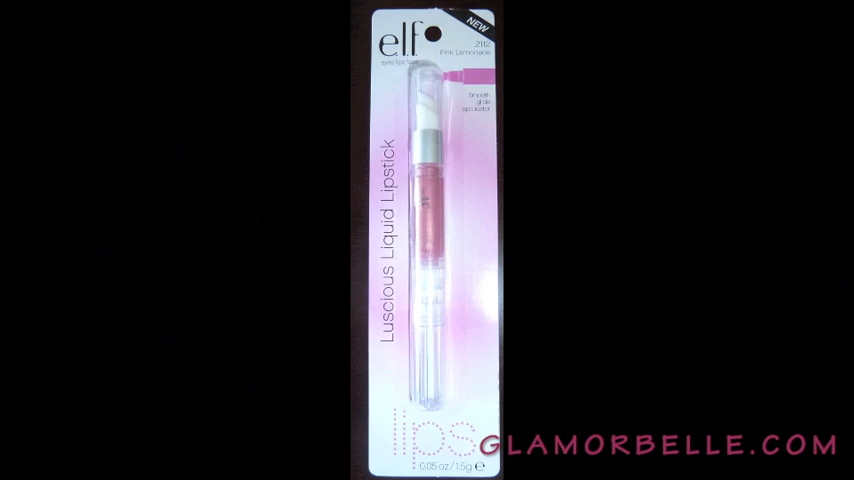 NEW
e.l.f.
eyes lips face
2112
Pink Lemonade
Smooth
glide
applicator
Luscious Liquid Lipstick
lips
0.05 oz / 1.5g e
GLAMORBELLE.COM